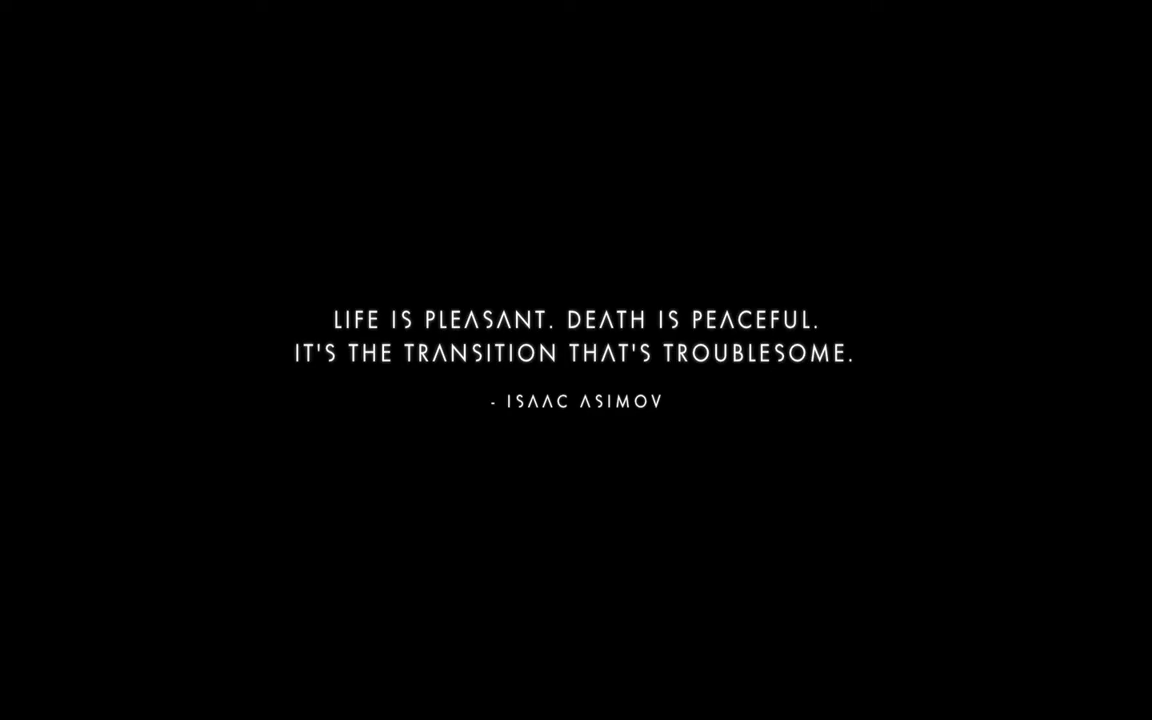 LIFE IS PLEASANT. DEATH IS PEACEFUL.
IT'S THE TRANSITION THAT'S TROUBLESOME.
- ISAAC ASIMOV